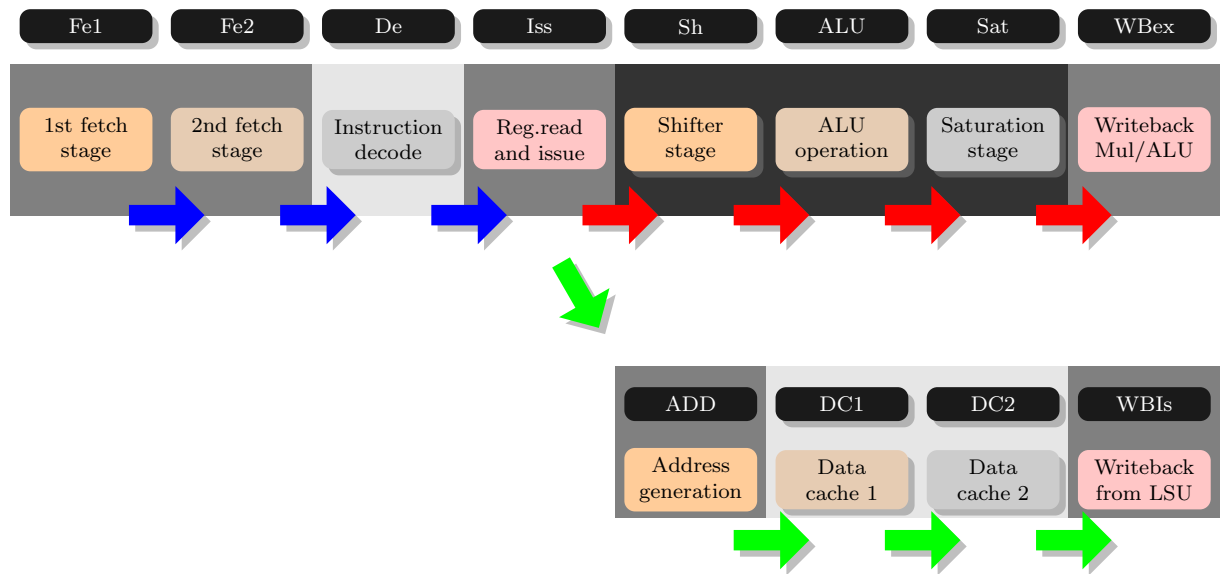 Fe1
Fe2
De
Iss
Sh
ALU
Sat
WBex
1st fetch
stage
2nd fetch
stage
Instruction
decode
Reg.read
and issue
Shifter
stage
ALU
operation
Saturation
stage
Writeback
Mul/ALU
ADD
DC1
DC2
WBIs
Address
generation
Data
cache 1
Data
cache 2
Writeback
from LSU